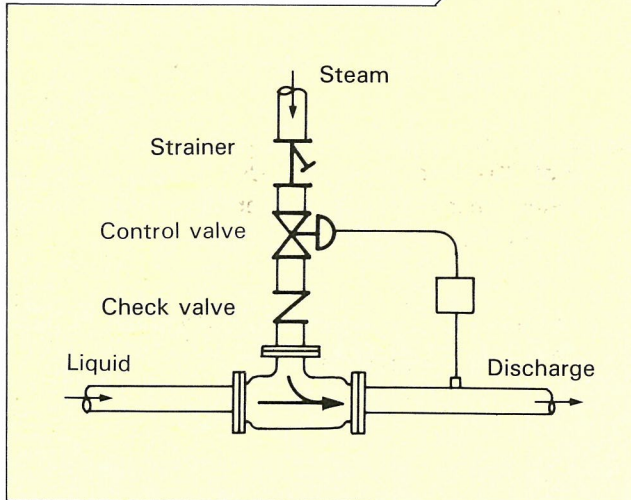 Steam
Strainer
Control valve
Check valve
Liquid
Discharge